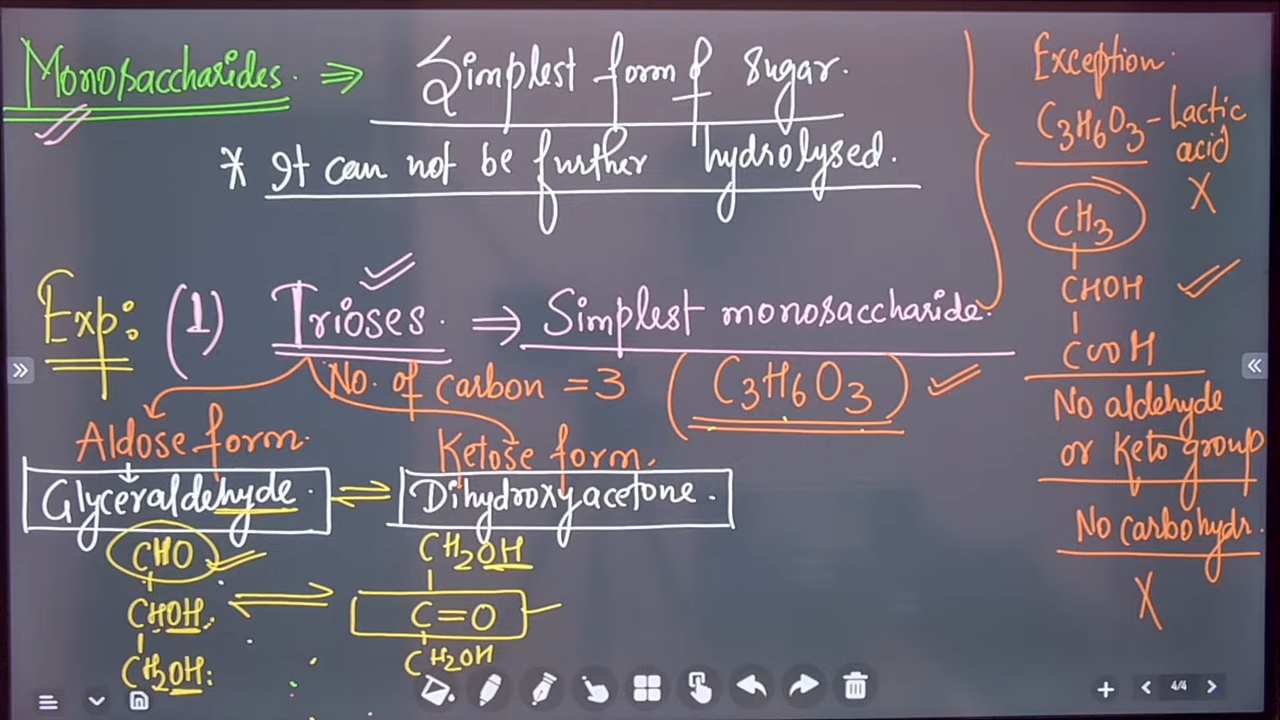 Monosaccharides. ⇒ Simplest form of sugar.
* It can not be further hydrolysed.
Exp: (1) Trioses. ⇒ Simplest monosaccharide.
No. of carbon = 3 (C3H6O3)
Aldose form.
Ketose form.
Glyceraldehyde. ⇌ Dihydroxyacetone.
CHO
CHOH.
CH2OH:
⇌
CH2OH
C=O
CH2OH
Exception.
C3H6O3 - Lactic
acid
X
CH3
CHOH
COOH
No aldehyde
or Keto group
No carbohydr.
X
4/4